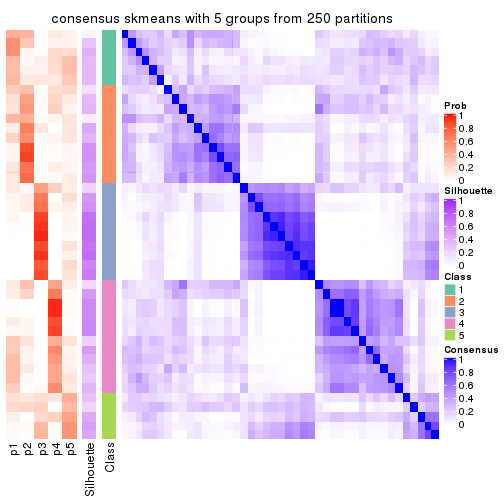 consensus skmeans with 5 groups from 250 partitions
Prob
1
0.8
0.6
0.4
0.2
0
Silhouette
1
0.8
0.6
0.4
0.2
0
Class
1
2
3
4
5
Consensus
1
0.8
0.6
0.4
0.2
0
p1
p2
p3
p4
p5
Silhouette
Class